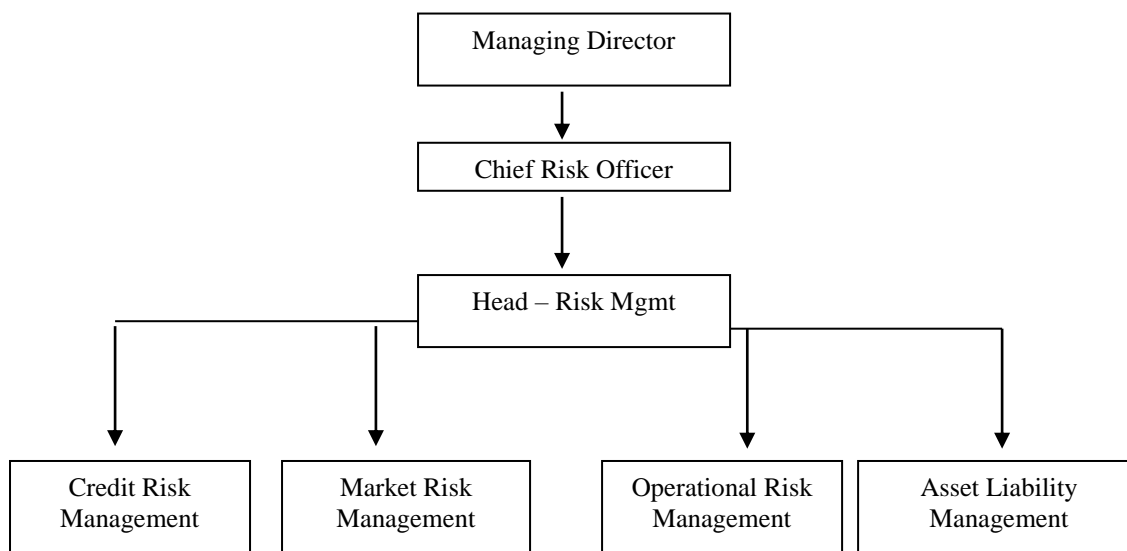 Managing Director
Chief Risk Officer
Head – Risk Mgmt
Credit Risk
Management
Market Risk
Management
Operational Risk
Management
Asset Liability
Management